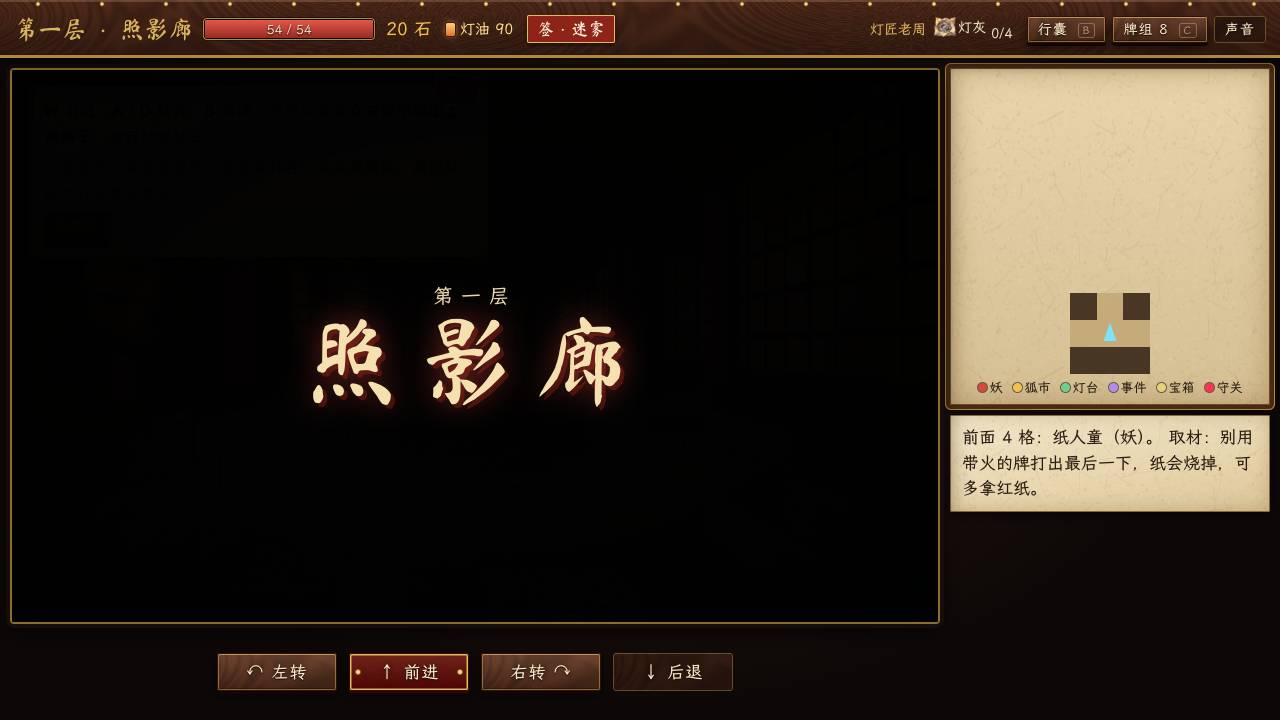 第一层 · 照影廊
54 / 54
20 石
灯油 90
签 · 迷雾
灯匠老周 灯灰 0/4
行囊 B
牌组 8 C
声音
第一层
照影廊
妖 狐市 灯台 事件 宝箱 守关
前面 4 格：纸人童（妖）。 取材：别用
带火的牌打出最后一下，纸会烧掉，可
多拿红纸。
左转
↑ 前进
右转
↓ 后退